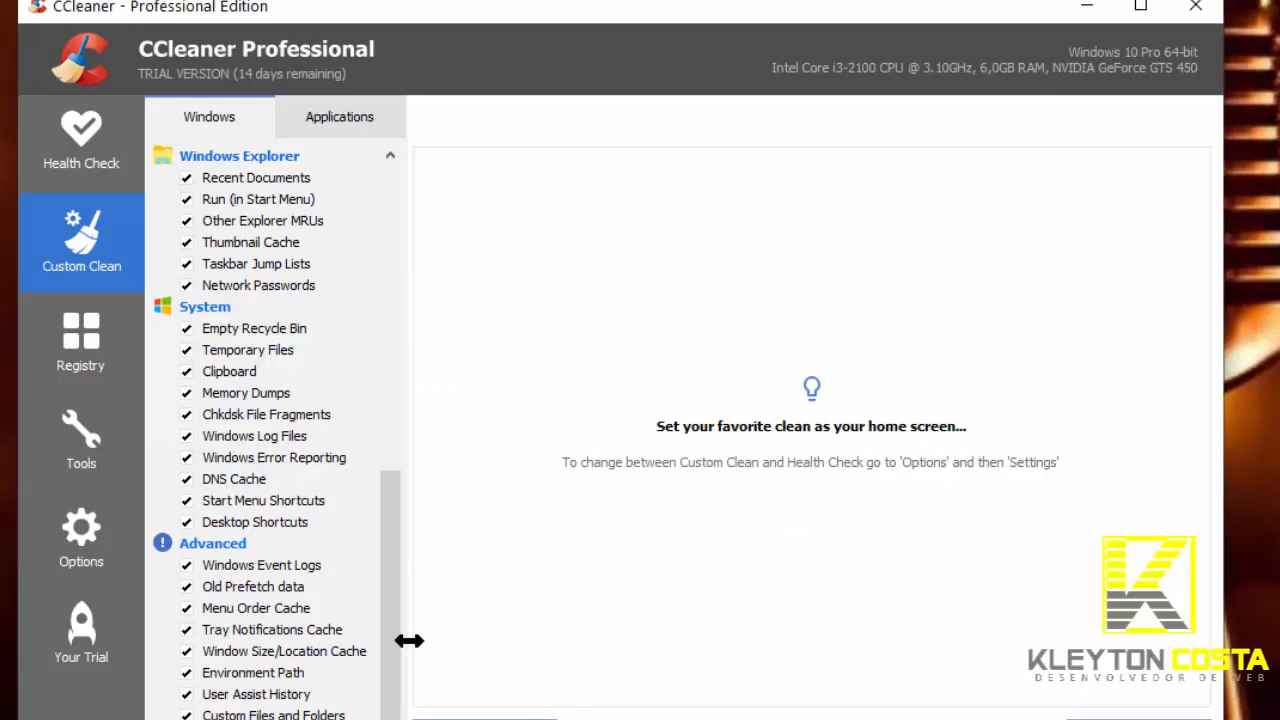 CCleaner - Professional Edition
CCleaner Professional
TRIAL VERSION (14 days remaining)
Windows 10 Pro 64-bit
Intel Core i3-2100 CPU @ 3.10GHz, 6,0GB RAM, NVIDIA GeForce GTS 450
Health Check
Custom Clean
Registry
Tools
Options
Your Trial
Windows
Applications
Windows Explorer
Recent Documents
Run (in Start Menu)
Other Explorer MRUs
Thumbnail Cache
Taskbar Jump Lists
Network Passwords
System
Empty Recycle Bin
Temporary Files
Clipboard
Memory Dumps
Chkdsk File Fragments
Windows Log Files
Windows Error Reporting
DNS Cache
Start Menu Shortcuts
Desktop Shortcuts
Advanced
Windows Event Logs
Old Prefetch data
Menu Order Cache
Tray Notifications Cache
Window Size/Location Cache
Environment Path
User Assist History
Custom Files and Folders
Set your favorite clean as your home screen...
To change between Custom Clean and Health Check go to 'Options' and then 'Settings'
KLEYTON COSTA
DESENVOLVEDOR DE WEB